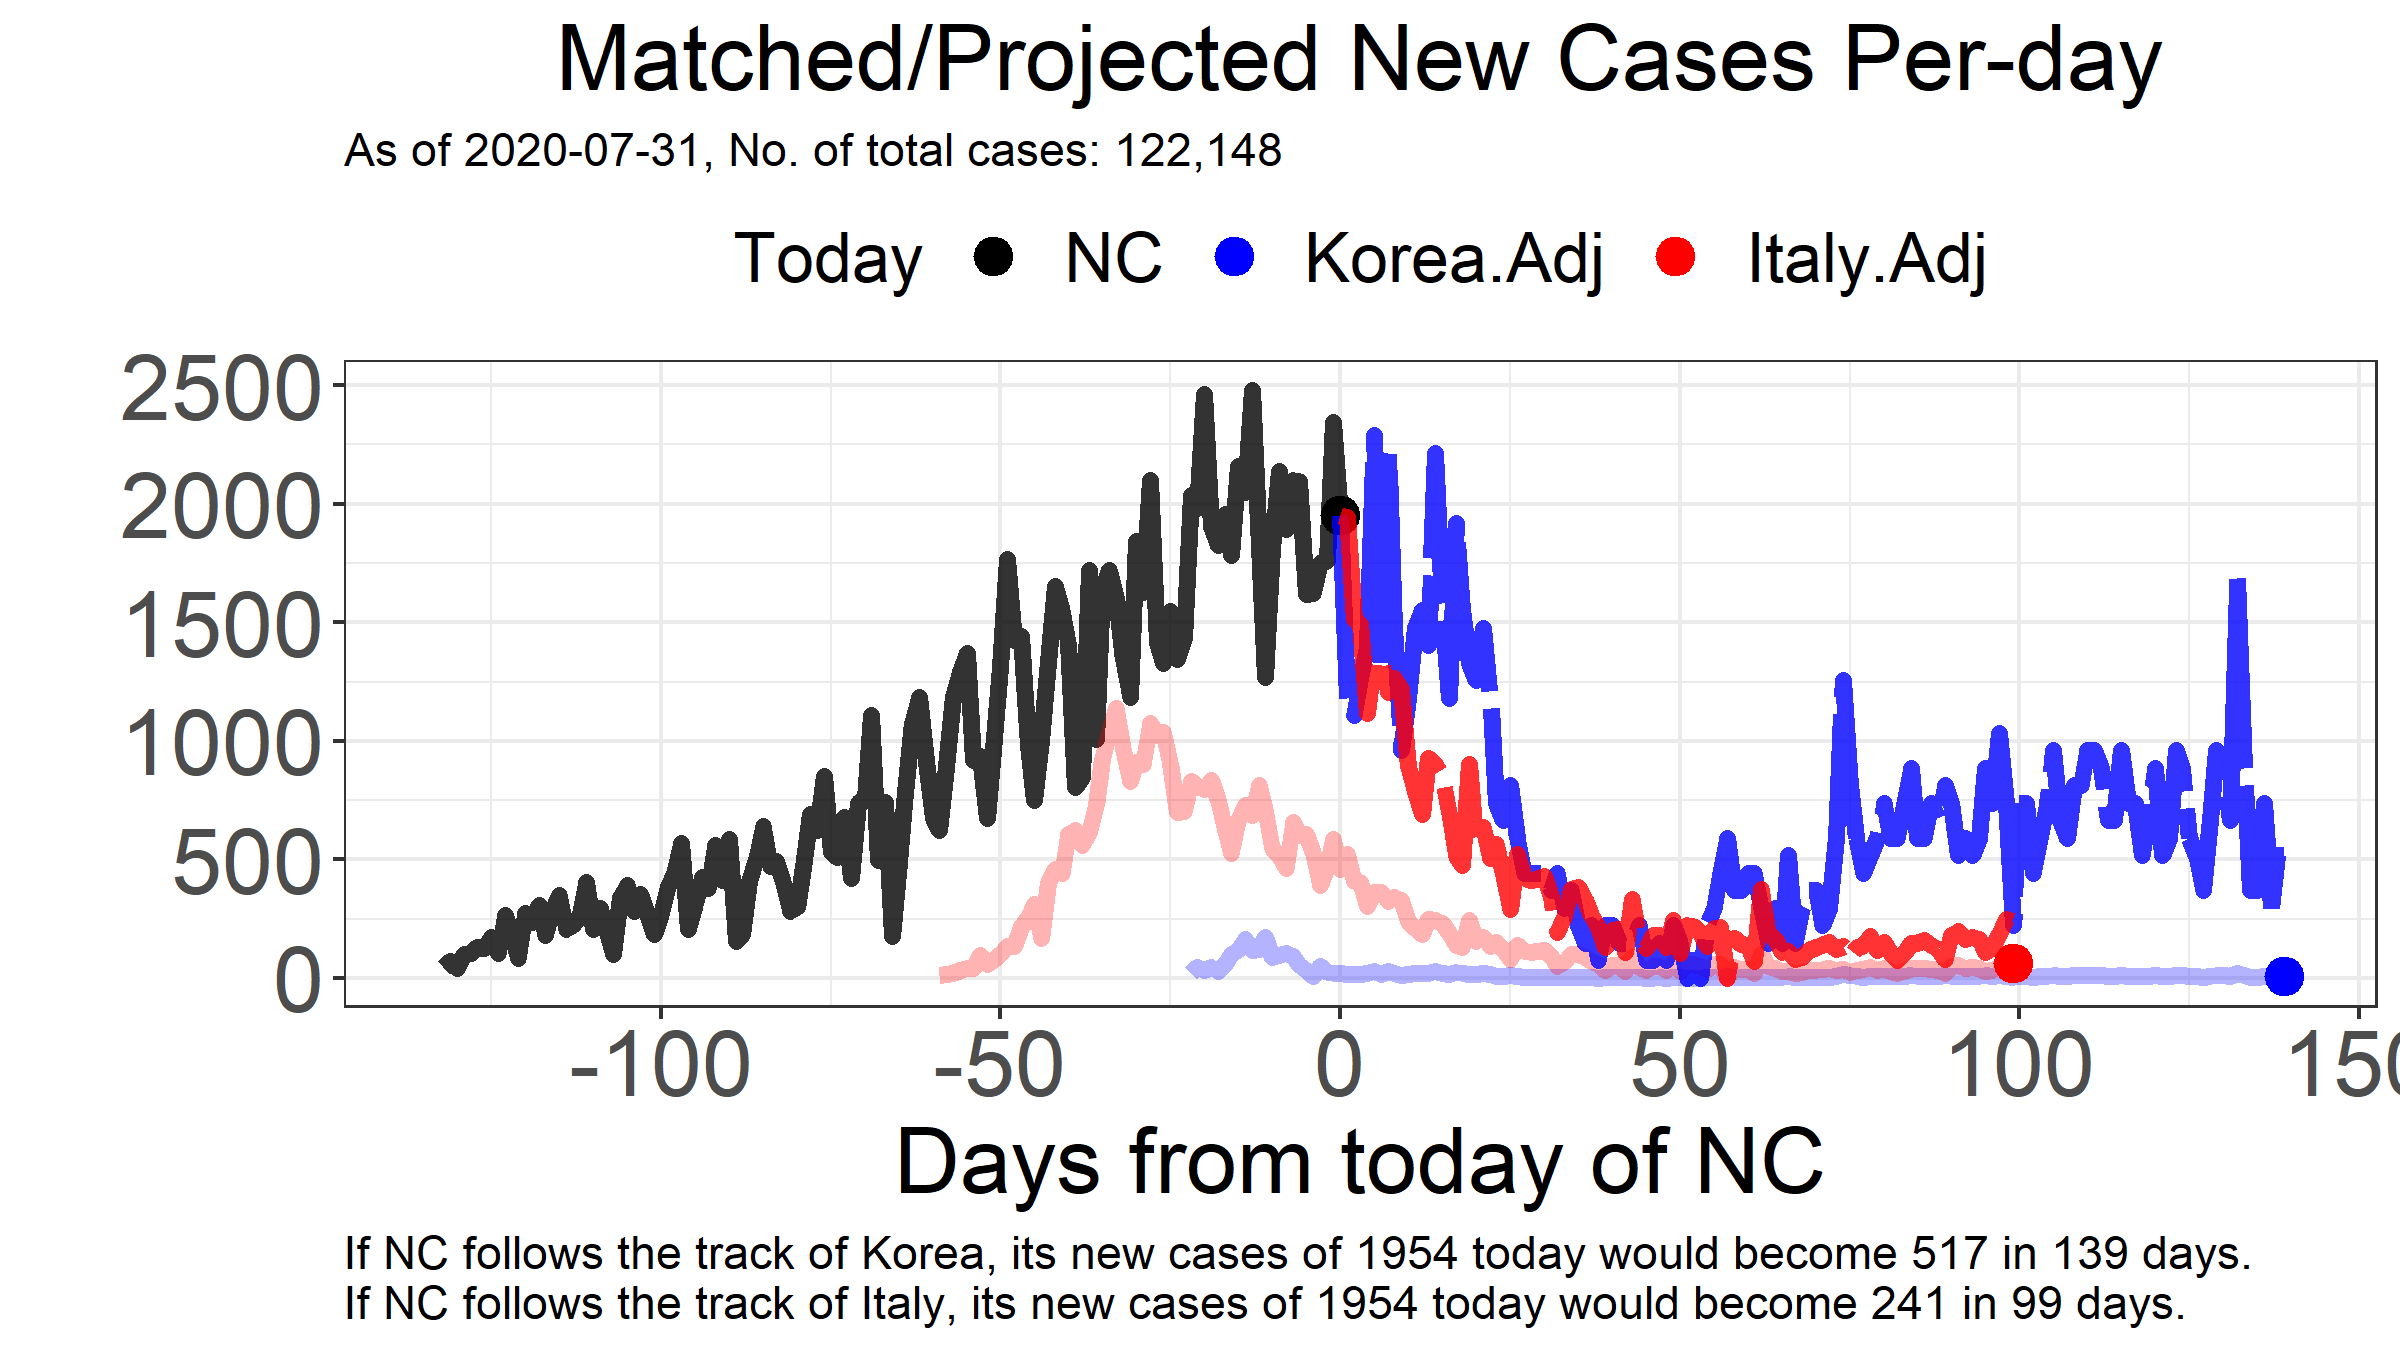 Matched/Projected New Cases Per-day
As of 2020-07-31, No. of total cases: 122,148
Today NC Korea.Adj Italy.Adj
2500
2000
1500
1000
500
0
-100 -50 0 50 100 150
Days from today of NC
If NC follows the track of Korea, its new cases of 1954 today would become 517 in 139 days.
If NC follows the track of Italy, its new cases of 1954 today would become 241 in 99 days.